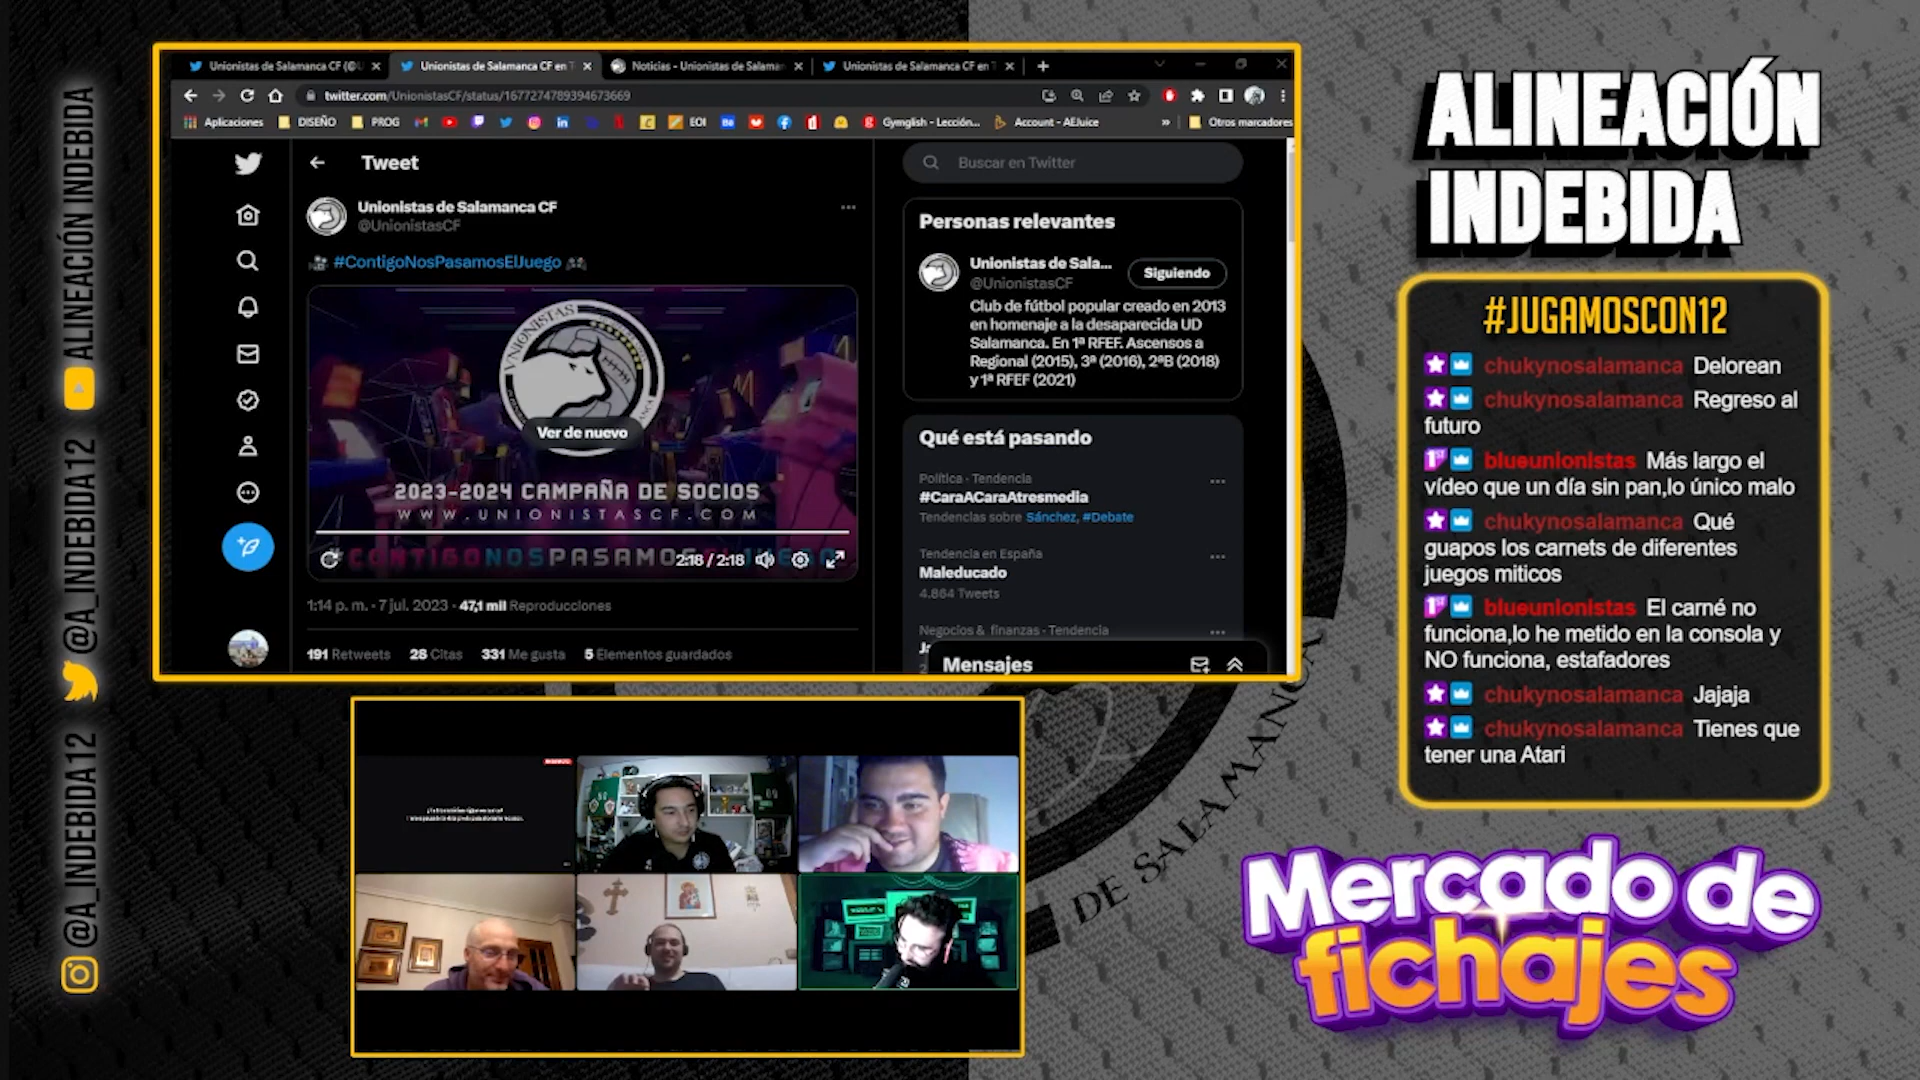 ALINEACIÓN INDEBIDA
@A_INDEBIDA12
@A_INDEBIDA12
Unionistas de Salamanca CF (@U
Unionistas de Salamanca CF en T
Noticias - Unionistas de Salaman
Unionistas de Salamanca CF en T
twitter.com/UnionistasCF/status/1677274789394673669
Aplicaciones
DISEÑO
PROG
EOI
Gymglish - Lección...
Account - AEJuice
»
Otros marcadores
Tweet
Unionistas de Salamanca CF
@UnionistasCF
#ContigoNosPasamosElJuego
UNIONISTAS
Ver de nuevo
2023-2024 CAMPAÑA DE SOCIOS
WWW.UNIONISTASCF.COM
2:18 / 2:18
1:14 p. m. · 7 jul. 2023 · 47,1 mil Reproducciones
191 Retweets 28 Citas 331 Me gusta 5 Elementos guardados
Buscar en Twitter
Personas relevantes
Unionistas de Sala...
@UnionistasCF
Siguiendo
Club de fútbol popular creado en 2013
en homenaje a la desaparecida UD
Salamanca. En 1ª RFEF. Ascensos a
Regional (2015), 3ª (2016), 2ªB (2018)
y 1ª RFEF (2021)
Qué está pasando
Política · Tendencia
#CaraACaraAtresmedia
Tendencias sobre Sánchez, #Debate
Tendencia en España
Maleducado
4.864 Tweets
Negocios & finanzas · Tendencia
Mensajes
DE SALAMANCA
ALINEACIÓN
INDEBIDA
#JUGAMOSCON12
chukynosalamanca Delorean
chukynosalamanca Regreso al
futuro
blueunionistas Más largo el
vídeo que un día sin pan,lo único malo
chukynosalamanca Qué
guapos los carnets de diferentes
juegos miticos
blueunionistas El carné no
funciona,lo he metido en la consola y
NO funciona, estafadores
chukynosalamanca Jajaja
chukynosalamanca Tienes que
tener una Atari
Mercado de
fichajes